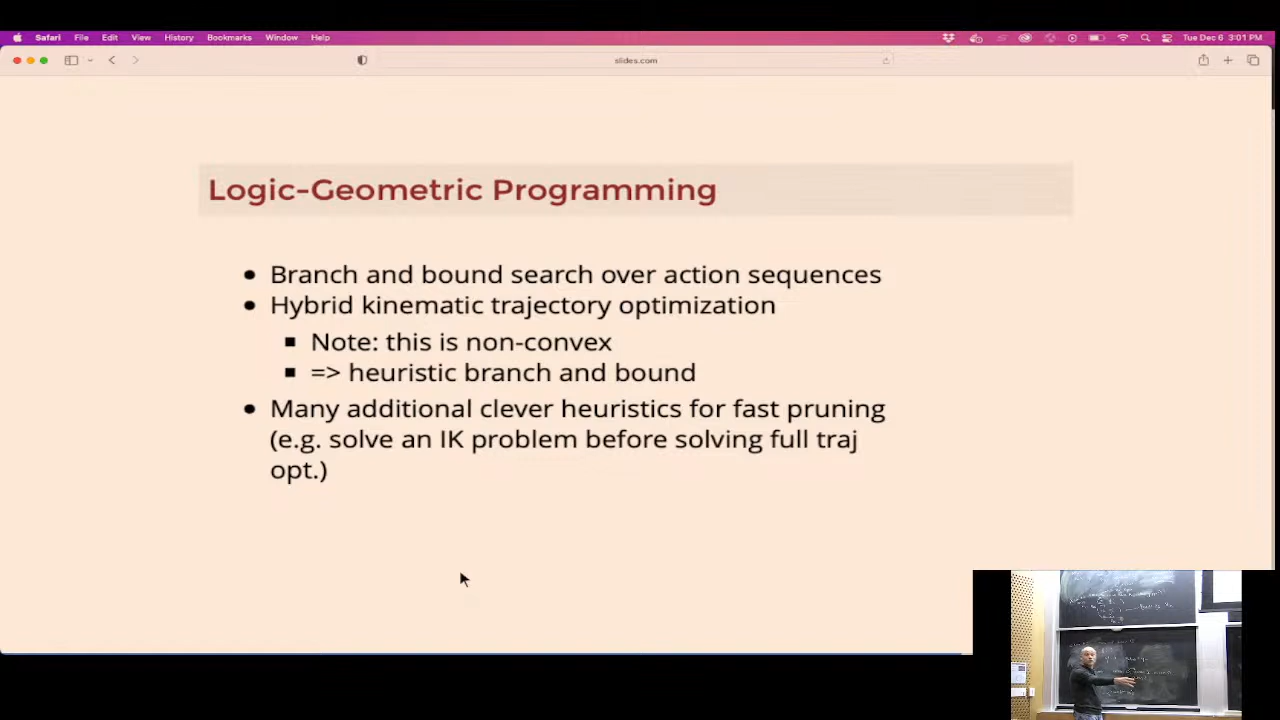 Safari File Edit View History Bookmarks Window Help Tue Dec 6 3:01 PM
slides.com
Logic-Geometric Programming
• Branch and bound search over action sequences
• Hybrid kinematic trajectory optimization
▪ Note: this is non-convex
▪ => heuristic branch and bound
• Many additional clever heuristics for fast pruning
(e.g. solve an IK problem before solving full traj
opt.)